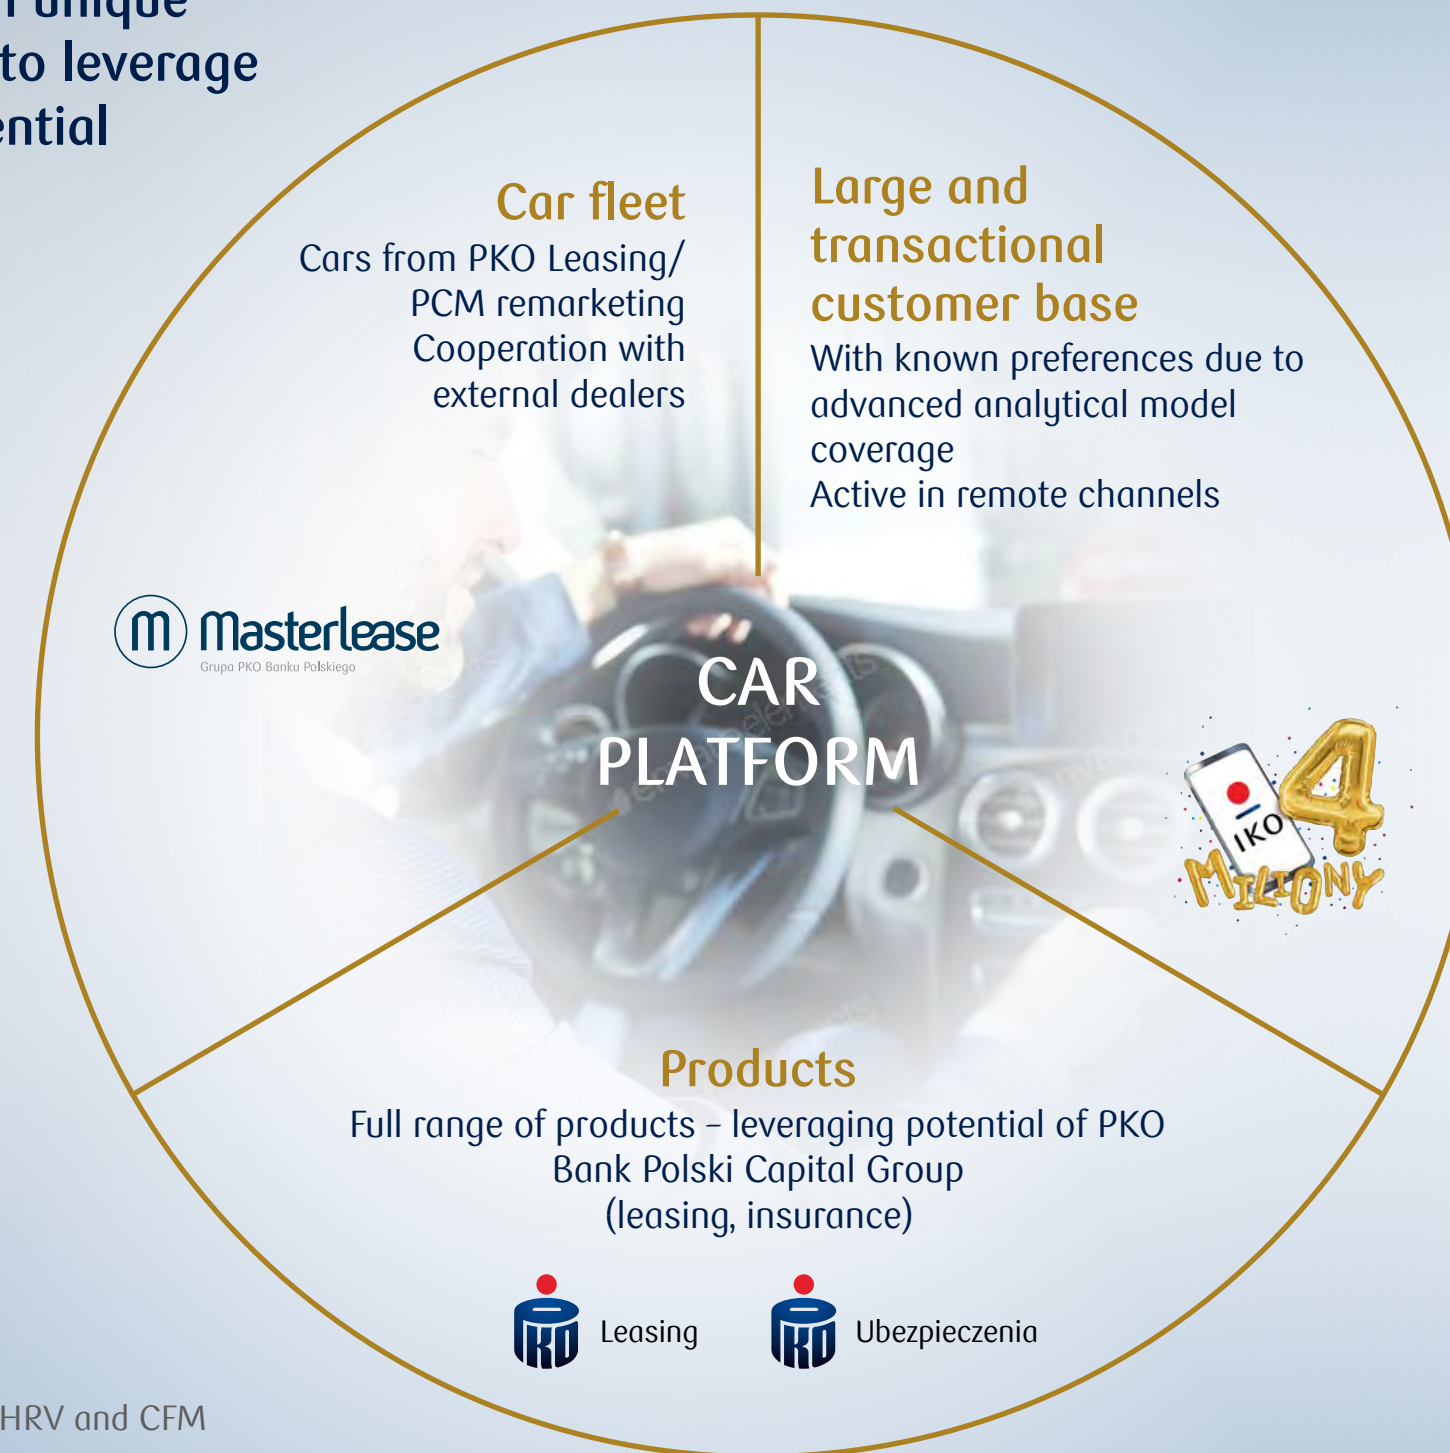 unique
to leverage
Car fleet
Cars from PKO Leasing/
PCM remarketing
Cooperation with
external dealers
Large and
transactional
customer base
With known preferences due to
advanced analytical model
coverage
Active in remote channels
M Masterlease
Grupa PKO Banku Polskiego
CAR
PLATFORM
IKO
4
MILIONY
Products
Full range of products – leveraging potential of PKO
Bank Polski Capital Group
(leasing, insurance)
PKO Leasing
PKO Ubezpieczenia
HRV and CFM